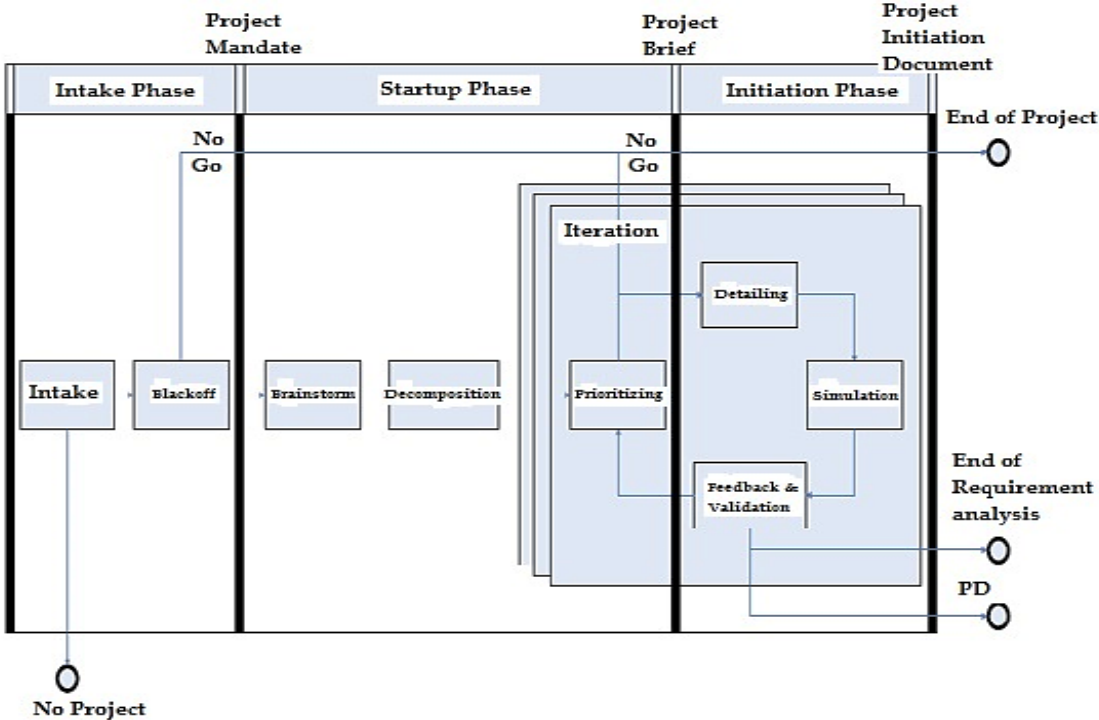 Project
Mandate
Project
Brief
Project
Initiation
Document
Intake Phase
Startup Phase
Initiation Phase
End of Project
No
Go
No
Go
Iteration
Detailing
Intake
Blackoff
Brainstorm
Decomposition
Prioritizing
Simulation
Feedback &
Validation
End of
Requirement
analysis
PD
No Project